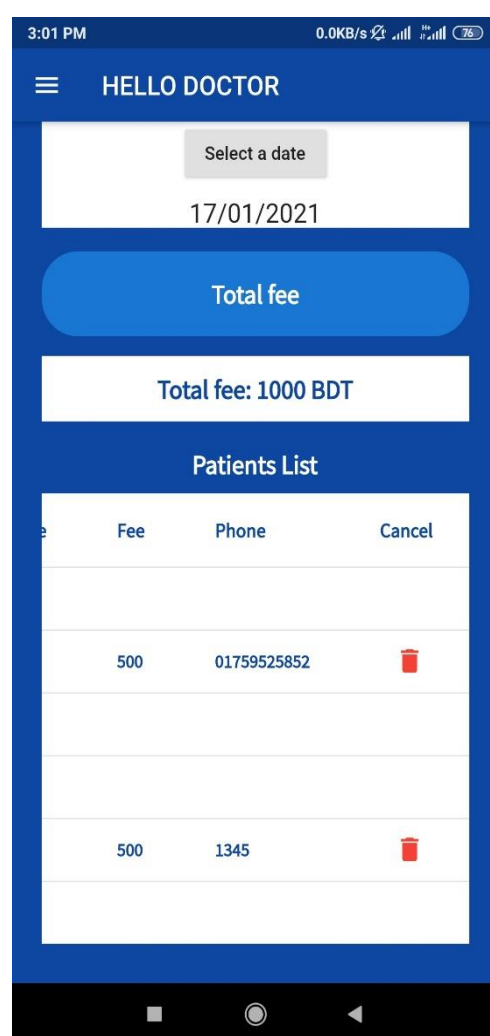 3:01 PM 0.0KB/s 76
HELLO DOCTOR
Select a date
17/01/2021
Total fee
Total fee: 1000 BDT
Patients List
e Fee Phone Cancel
500 01759525852
500 1345